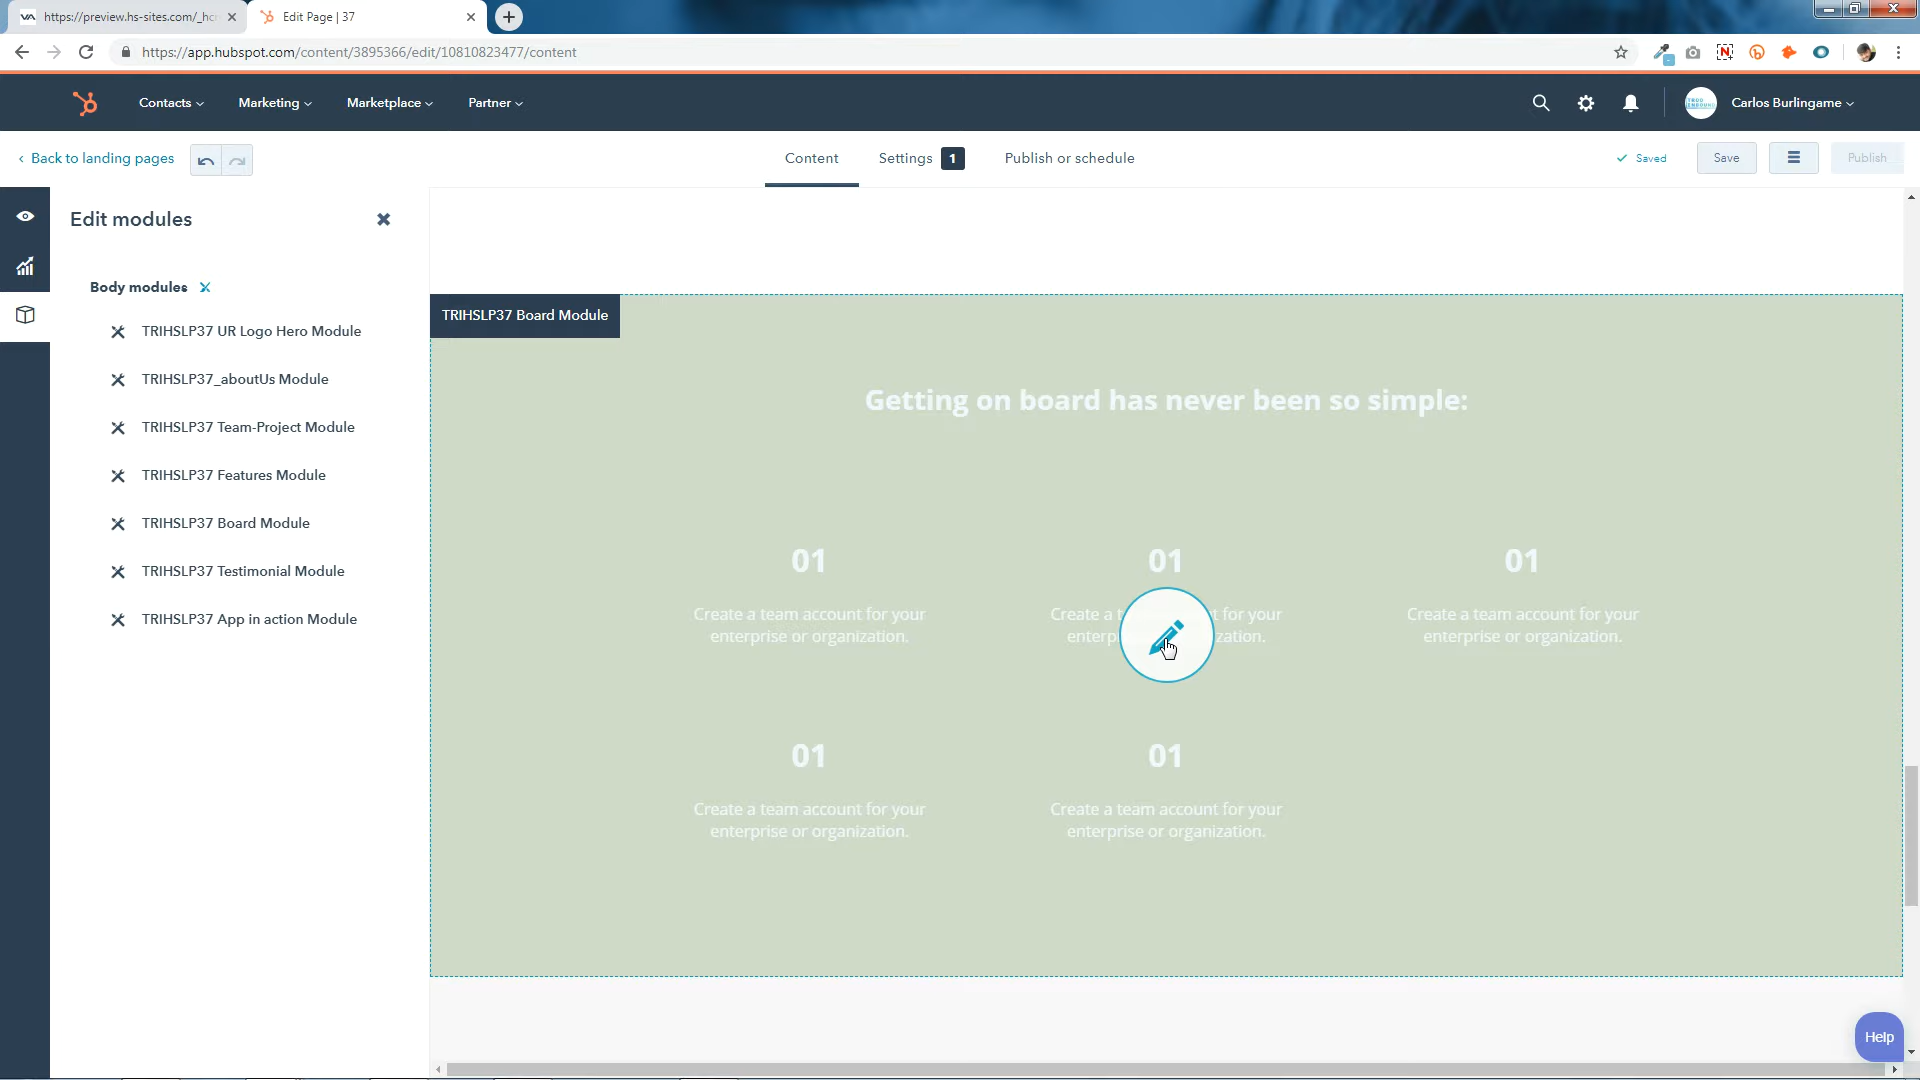 https://preview.hs-sites.com/_hcm
Edit Page | 37
https://app.hubspot.com/content/3895366/edit/10810823477/content
Contacts
Marketing
Marketplace
Partner
Carlos Burlingame
Back to landing pages
Content
Settings 1
Publish or schedule
Saved
Save
Publish
Edit modules
Body modules
TRIHSLP37 UR Logo Hero Module
TRIHSLP37_aboutUs Module
TRIHSLP37 Team-Project Module
TRIHSLP37 Features Module
TRIHSLP37 Board Module
TRIHSLP37 Testimonial Module
TRIHSLP37 App in action Module
TRIHSLP37 Board Module
Getting on board has never been so simple:
01 01 01
Create a team account for your Create a t t for your Create a team account for your
enterprise or organization. enterp zation. enterprise or organization.
01 01
Create a team account for your Create a team account for your
enterprise or organization. enterprise or organization.
Help